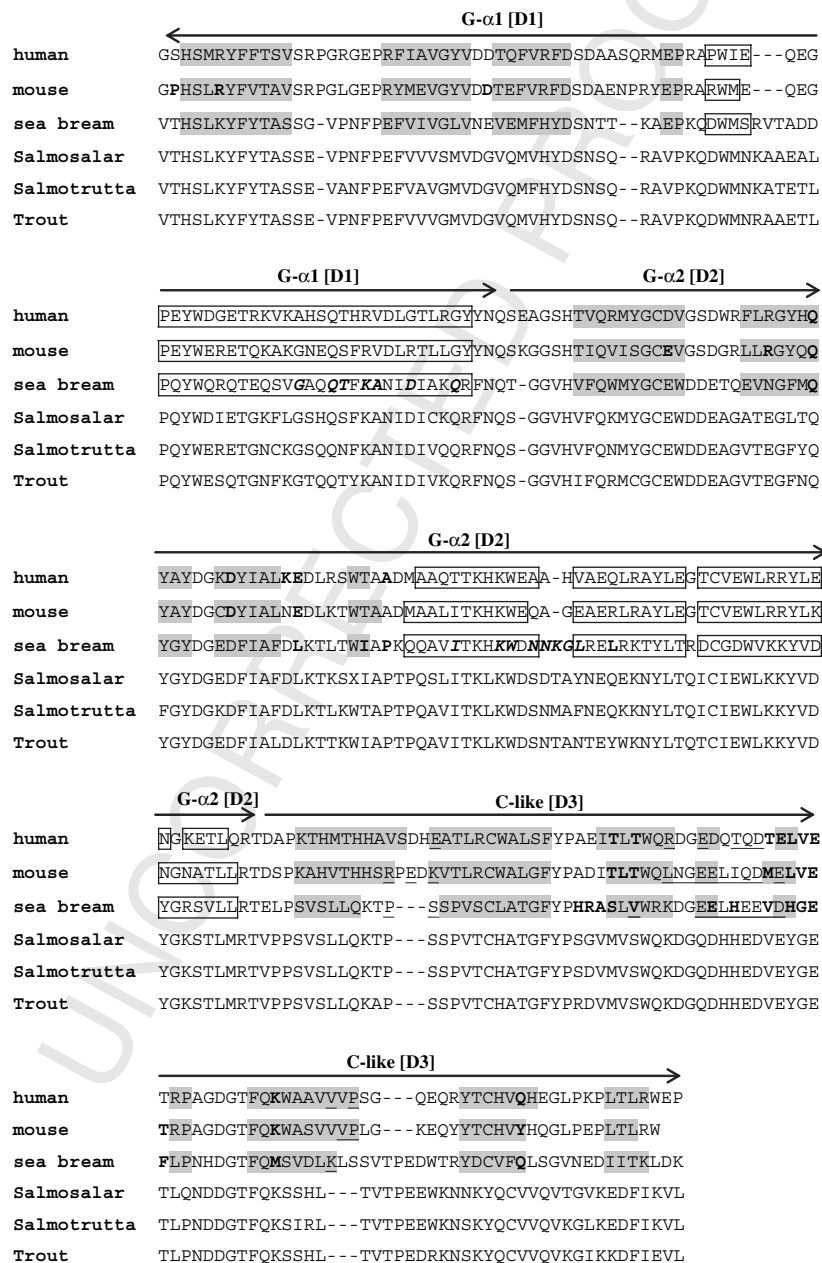 G-α1 [D1]
human GSHSMRYFFTSVSRPGRGEPRFIAVGYVDDTQFVRFDSDAASQRMEPRAPWIE---QEG
mouse GPHSLRYFVTAVSRPGLGEPRYMEVGYVDDTEFVRFDSDAENPRYEPRARWME---QEG
sea bream VTHSLKYFYTASSG-VPNFPEFVIVGLVNEVEMFHYDSNTT--KAEPKQDWMSRVTADD
Salmosalar VTHSLKYFYTASSE-VPNFPEFVVVSMVDGVQMVHYDSNSQ--RAVPKQDWMNKAAEAL
Salmotrutta VTHSLKYFYTASSE-VANFPEFVAVGMVDGVQMFHYDSNSQ--RAVPKQDWMNKATETL
Trout VTHSLKYFYTASSE-VPNFPEFVVVGMVDGVQMVHYDSNSQ--RAVPKQDWMNRAAETL
G-α1 [D1] G-α2 [D2]
human PEYWDGETRKVKAHSQTHRVDLGTLRGYYNQSEAGSHTVQRMYGCDVGSDWRFLRGYHQ
mouse PEYWERETQKAKGNEQSFRVDLRTLLGYYNQSKGGSHTIQVISGCEVGSDGRLLRGYQQ
sea bream PQYWQRQTEQSVGAQQTFKANIDIAKQRFNQT-GGVHVFQWMYGCEWDDETQEVNGFMQ
Salmosalar PQYWDIETGKFLGSHQSFKANIDICKQRFNQS-GGVHVFQKMYGCEWDDEAGATEGLTQ
Salmotrutta PQYWERETGNCKGSQQNFKANIDIVQQRFNQS-GGVHVFQNMYGCEWDDEAGVTEGFYQ
Trout PQYWESQTGNFKGTQQTYKANIDIVKQRFNQS-GGVHIFQRMCGCEWDDEAGVTEGFNQ
G-α2 [D2]
human YAYDGKDYIALKEDLRSWTAADMAAQTTKHKWEAA-HVAEQLRAYLEGTCVEWLRRYLE
mouse YAYDGCDYIALNEDLKTWTAADMAALITKHKWEQA-GEAERLRAYLEGTCVEWLRRYLK
sea bream YGYDGEDFIAFDLKTLTWIAPKQQAVITKHKWDNNKGLRELRKTYLTRDCGDWVKKYVD
Salmosalar YGYDGEDFIAFDLKTKSXIAPTPQSLITKLKWDSDTAYNEQEKNYLTQICIEWLKKYVD
Salmotrutta FGYDGKDFIAFDLKTLKWTAPTPQAVITKLKWDSNMAFNEQKKNYLTQICIEWLKKYVD
Trout YGYDGEDFIALDLKTTKWIAPTPQAVITKLKWDSNTANTEYWKNYLTQTCIEWLKKYVD
G-α2 [D2] C-like [D3]
human NGKETLQRTDAPKTHMTHHAVSDHEATLRCWALSFYPAEITLTWQRDGEDQTQDTELVE
mouse NGNATLLRTDSPKAHVTHHSRPEDKVTLRCWALGFYPADITLTWQLNGEELIQDMELVE
sea bream YGRSVLLRTELPSVSLLQKTP---SSPVSCLATGFYPHRASLVWRKDGEELHEEVDHGE
Salmosalar YGKSTLMRTVPPSVSLLQKTP---SSPVTCHATGFYPSGVMVSWQKDGQDHHEDVEYGE
Salmotrutta YGKSTLMRTVPPSVSLLQKTP---SSPVTCHATGFYPSDVMVSWQKDGQDHHEDVEYGE
Trout YGKSTLMRTVPPSVSLLQKAP---SSPVTCHATGFYPRDVMVSWQKDGQDHHEDVEYGE
C-like [D3]
human TRPAGDGTFQKWAAVVVPSG---QEQRYTCHVQHEGLPKPLTLRWEP
mouse TRPAGDGTFQKWASVVVPLG---KEQYYTCHVYHQGLPEPLTLRW
sea bream FLPNHDGTFQMSVDLKLSSVTPEDWTRYDCVFQLSGVNEDIITKLDK
Salmosalar TLQNDDGTFQKSSHL---TVTPEEWKNNKYQCVVQVTGVKEDFIKVL
Salmotrutta TLPNDDGTFQKSIRL---TVTPEEWKNSKYQCVVQVKGLKEDFIKVL
Trout TLPNDDGTFQKSSHL---TVTPEDRKNSKYQCVVQVKGIKKDFIEVL
UNCORRECTED PROO